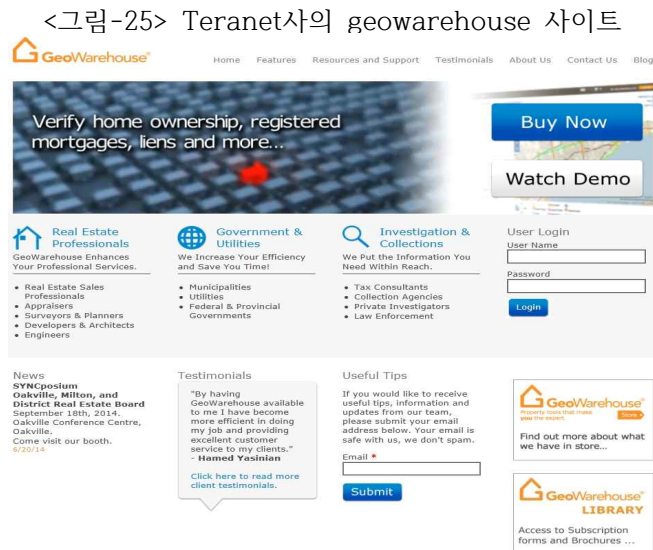 <그림-25> Teranet사의 geowarehouse 사이트
GeoWarehouse®
Home Features Resources and Support Testimonials About Us Contact Us Blog
Verify home ownership, registered
mortgages, liens and more...
Buy Now
Watch Demo
Real Estate
Professionals
GeoWarehouse Enhances
Your Professional Services.
• Real Estate Sales
Professionals
• Appraisers
• Surveyors & Planners
• Developers & Architects
• Engineers
Government &
Utilities
We Increase Your Efficiency
and Save You Time!
• Municipalities
• Utilities
• Federal & Provincial
Governments
Investigation &
Collections
We Put the Information You
Need Within Reach.
• Tax Consultants
• Collection Agencies
• Private Investigators
• Law Enforcement
User Login
User Name
Password
Login
News
SYNCposium
Oakville, Milton, and
District Real Estate Board
September 18th, 2014.
Oakville Conference Centre,
Oakville.
Come visit our booth.
6/20/14
Testimonials
"By having
GeoWarehouse available
to me I have become
more efficient in doing
my job and providing
excellent customer
service to my clients."
- Hamed Yasinian
Click here to read more
client testimonials.
Useful Tips
If you would like to receive
useful tips, information and
updates from our team,
please submit your email
address below. Your email is
safe with us, we don't spam.
Email *
Submit
GeoWarehouse®
Property tools that make
you the expert
Store
Find out more about what
we have in store...
GeoWarehouse®
LIBRARY
Access to Subscription
forms and Brochures ...